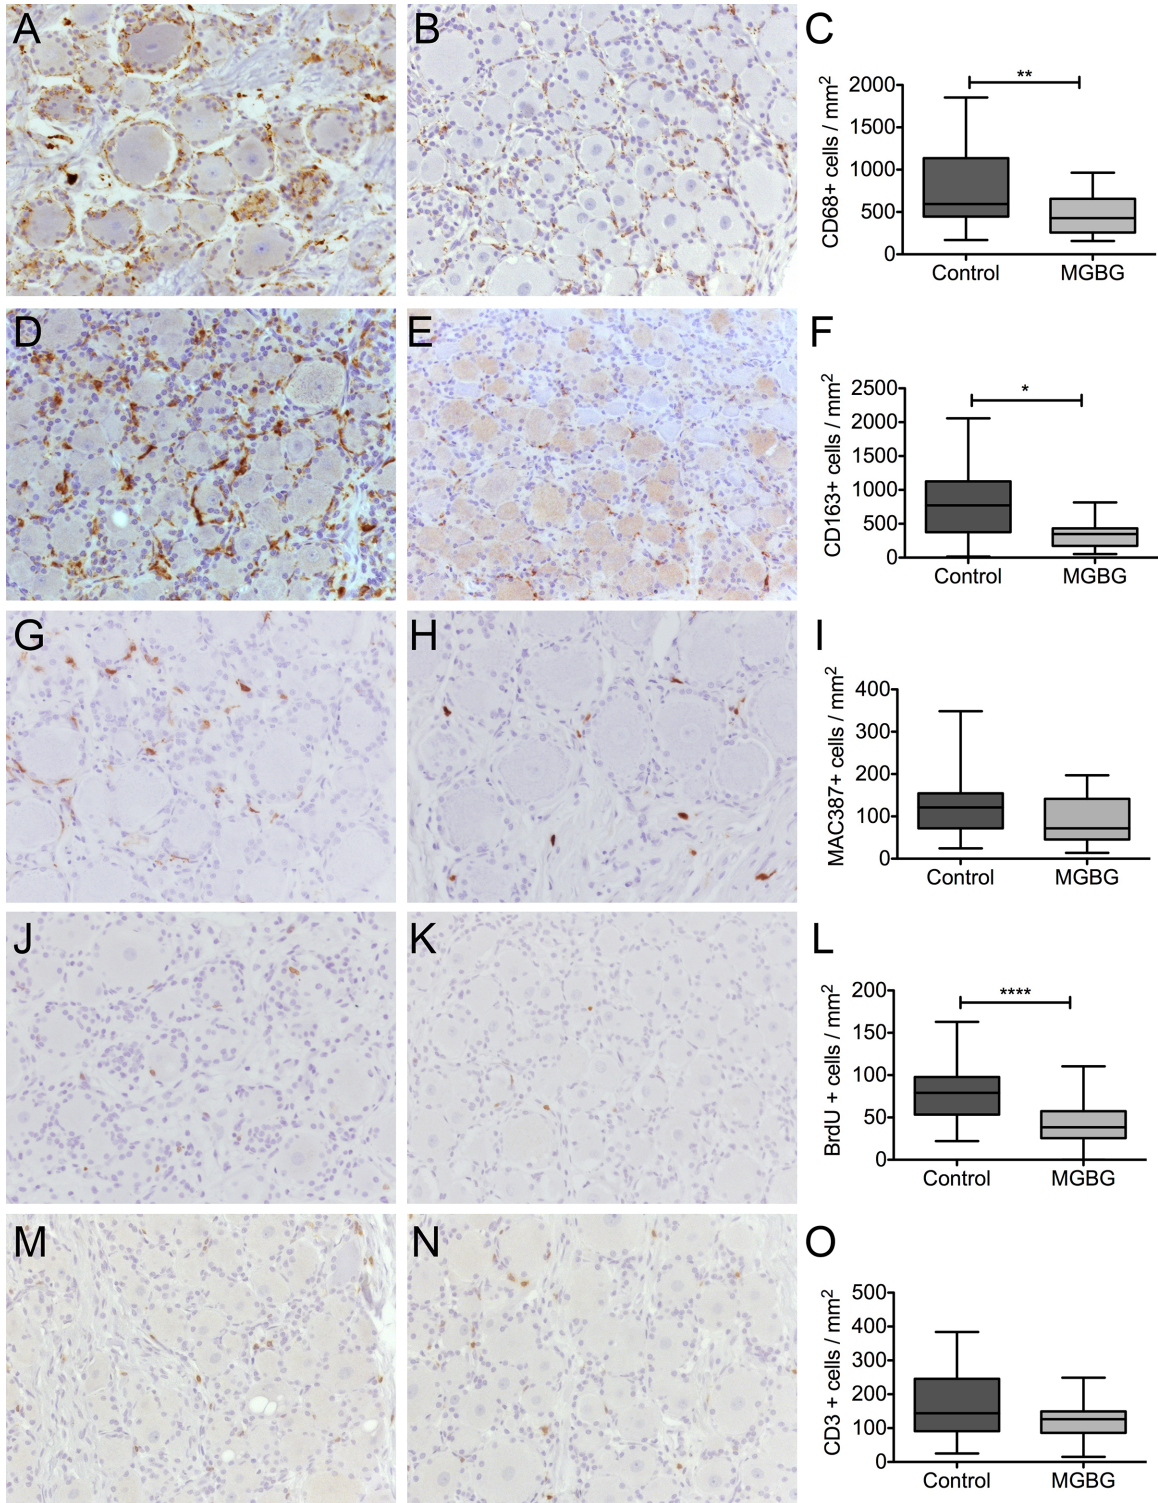 A
B
C
CD68+ cells / mm2
2000
1500
1000
500
0
**
Control
MGBG
D
E
F
CD163+ cells / mm2
2500
2000
1500
1000
500
0
*
Control
MGBG
G
H
I
MAC387+ cells / mm2
400
300
200
100
0
Control
MGBG
J
K
L
BrdU + cells / mm2
200
150
100
50
0
****
Control
MGBG
M
N
O
CD3 + cells / mm2
500
400
300
200
100
0
Control
MGBG